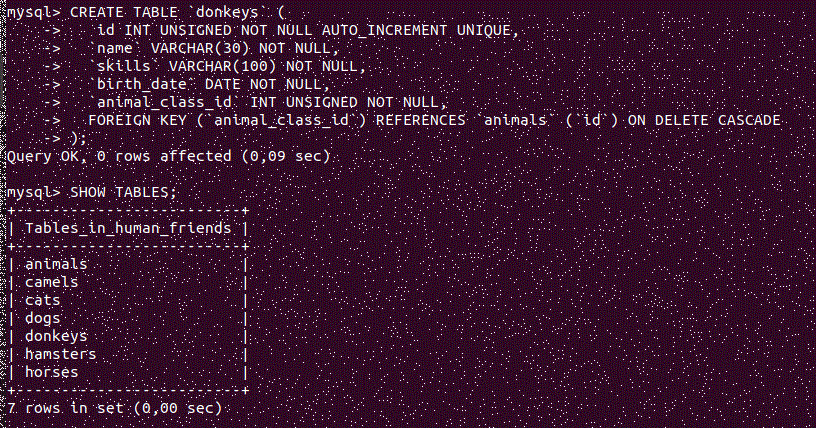 mysql> CREATE TABLE `donkeys` (
    ->    id INT UNSIGNED NOT NULL AUTO_INCREMENT UNIQUE,
    ->   `name` VARCHAR(30) NOT NULL,
    ->   `skills` VARCHAR(100) NOT NULL,
    ->   `birth_date` DATE NOT NULL,
    ->   `animal_class_id` INT UNSIGNED NOT NULL,
    ->   FOREIGN KEY (`animal_class_id`) REFERENCES `animals` (`id`) ON DELETE CASCADE
    -> );
Query OK, 0 rows affected (0,09 sec)
mysql> SHOW TABLES;
+-------------------------+
| Tables_in_human_friends |
+-------------------------+
| animals                 |
| camels                  |
| cats                    |
| dogs                    |
| donkeys                 |
| hamsters                |
| horses                  |
+-------------------------+
7 rows in set (0,00 sec)